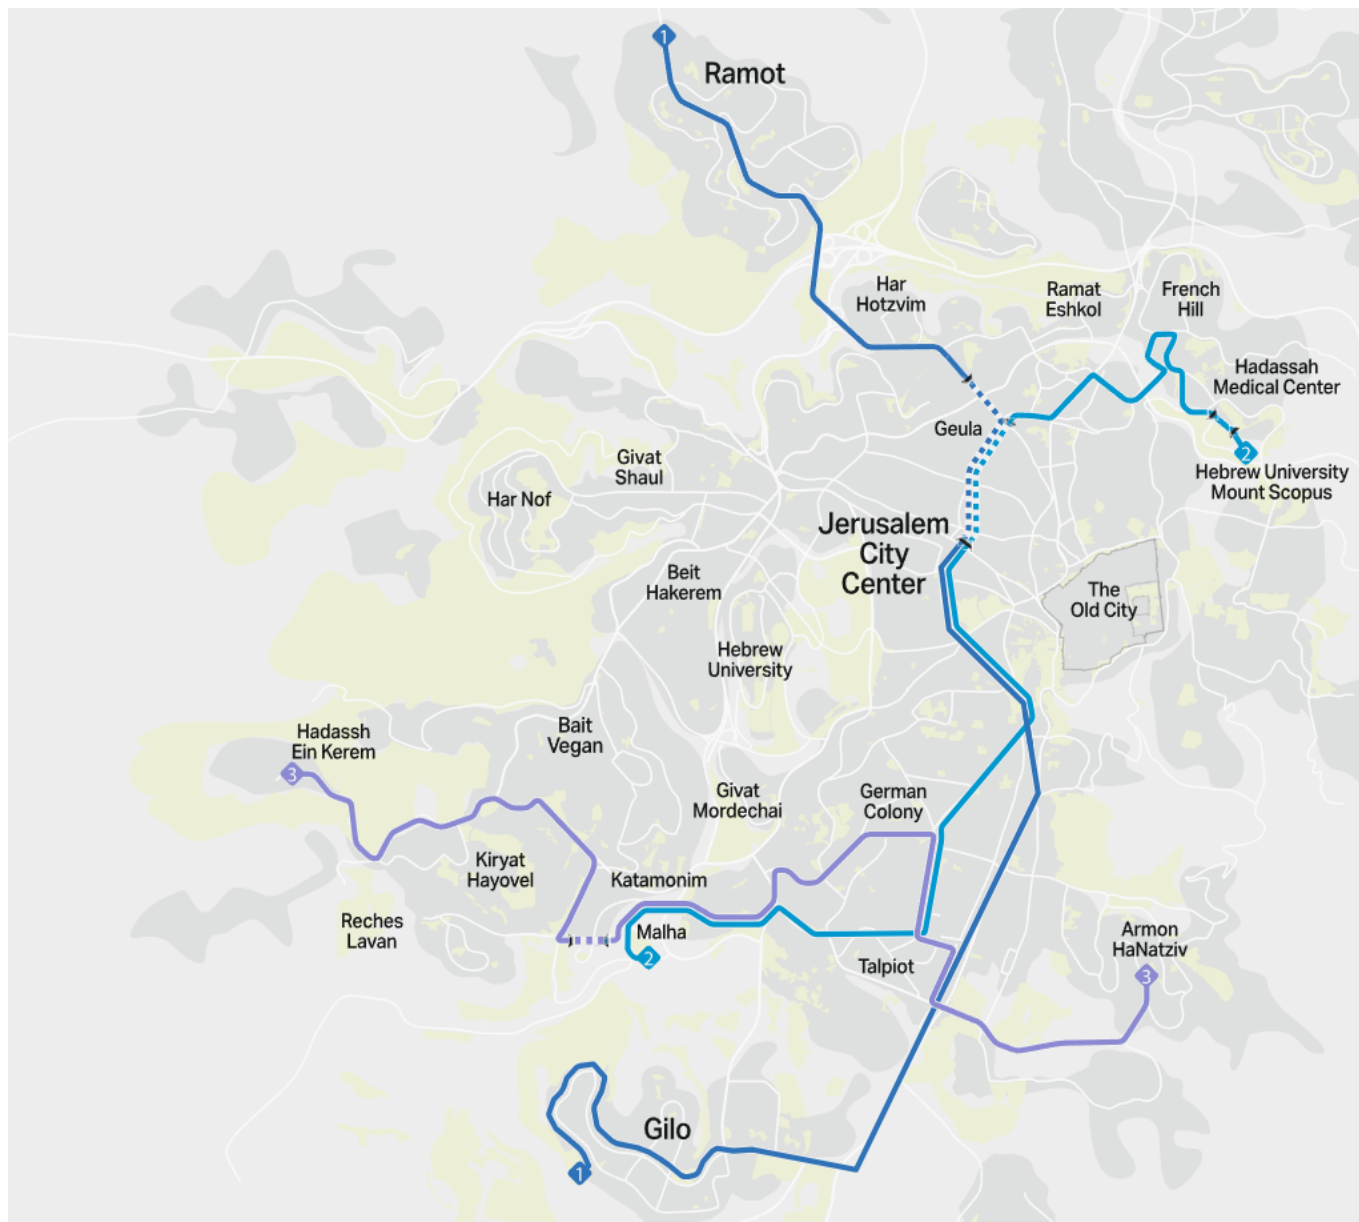 1
Ramot
Har
Hotzvim
Ramat
Eshkol
French
Hill
Hadassah
Medical Center
Geula
2
Hebrew University
Mount Scopus
Givat
Shaul
Har Nof
Jerusalem
City
Center
Beit
Hakerem
The
Old City
Hebrew
University
Hadassh
Ein Kerem
3
Bait
Vegan
Givat
Mordechai
German
Colony
Kiryat
Hayovel
Katamonim
Reches
Lavan
Malha
2
Talpiot
Armon
HaNatziv
3
Gilo
1